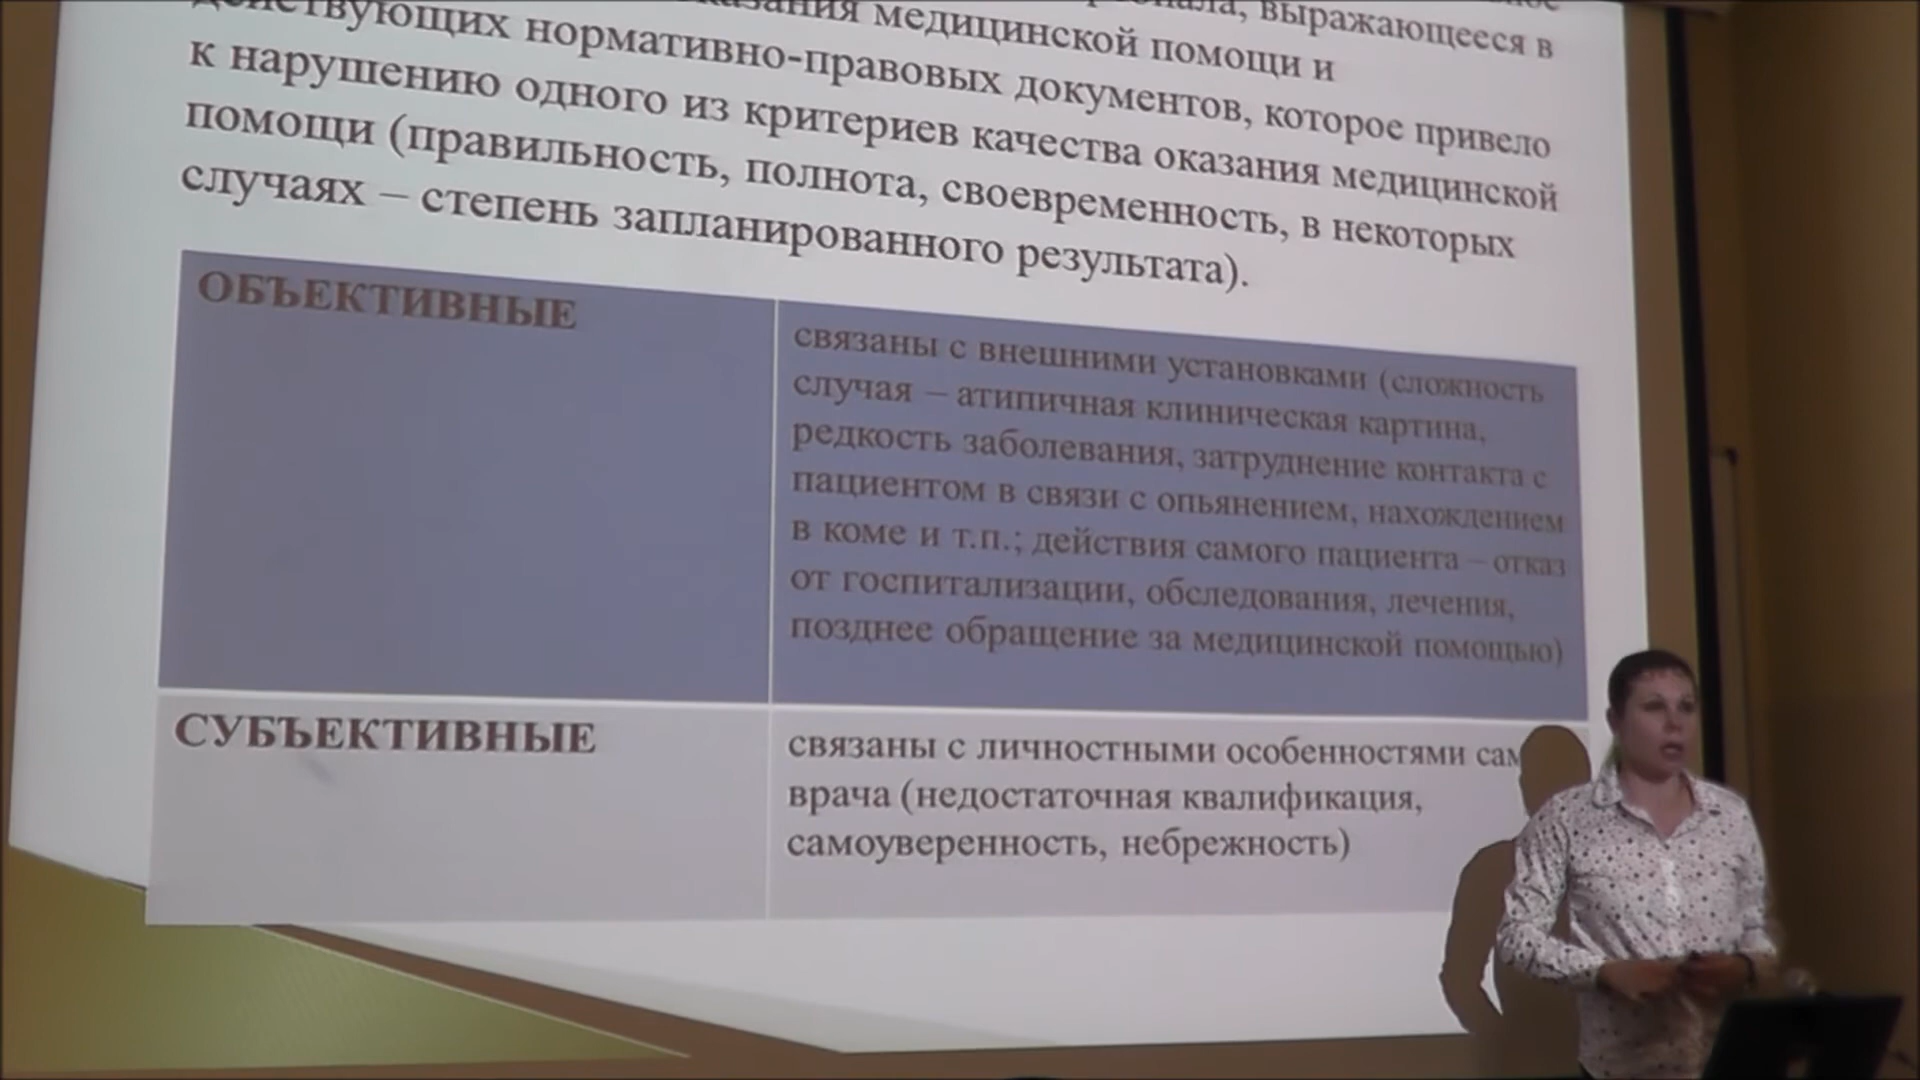 выражающееся в
оказания медицинской помощи и
действующих нормативно-правовых документов, которое привело
к нарушению одного из критериев качества оказания медицинской
помощи (правильность, полнота, своевременность, в некоторых
случаях – степень запланированного результата).
ОБЪЕКТИВНЫЕ
связаны с внешними установками (сложность
случая – атипичная клиническая картина,
редкость заболевания, затруднение контакта с
пациентом в связи с опьянением, нахождением
в коме и т.п.; действия самого пациента – отказ
от госпитализации, обследования, лечения,
позднее обращение за медицинской помощью)
СУБЪЕКТИВНЫЕ
связаны с личностными особенностями сам
врача (недостаточная квалификация,
самоуверенность, небрежность)